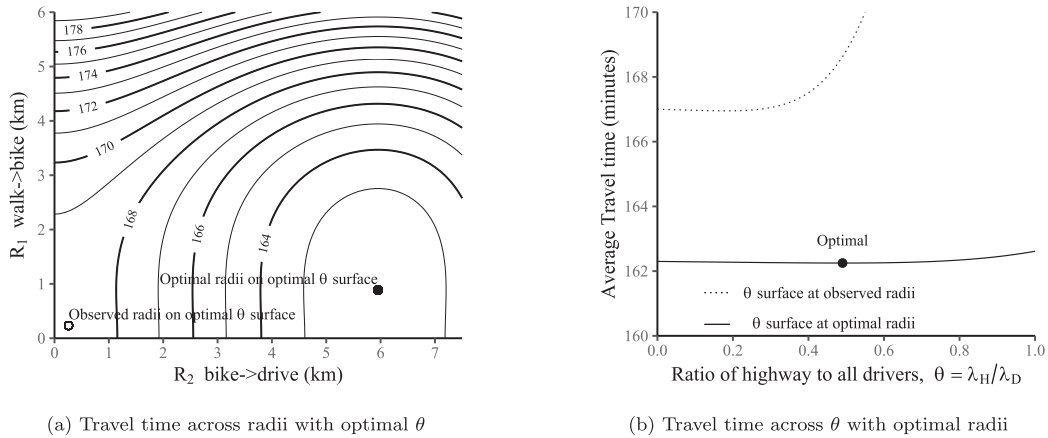 6
5
4
3
2
1
0
R1 walk->bike (km)
178
176
174
172
170
168
166
164
Optimal radii on optimal θ surface
Observed radii on optimal θ surface
0 1 2 3 4 5 6 7
R2 bike->drive (km)
(a) Travel time across radii with optimal θ
170
168
166
164
162
160
Average Travel time (minutes)
Optimal
θ surface at observed radii
θ surface at optimal radii
0.0 0.2 0.4 0.6 0.8 1.0
Ratio of highway to all drivers, θ = λH/λD
(b) Travel time across θ with optimal radii